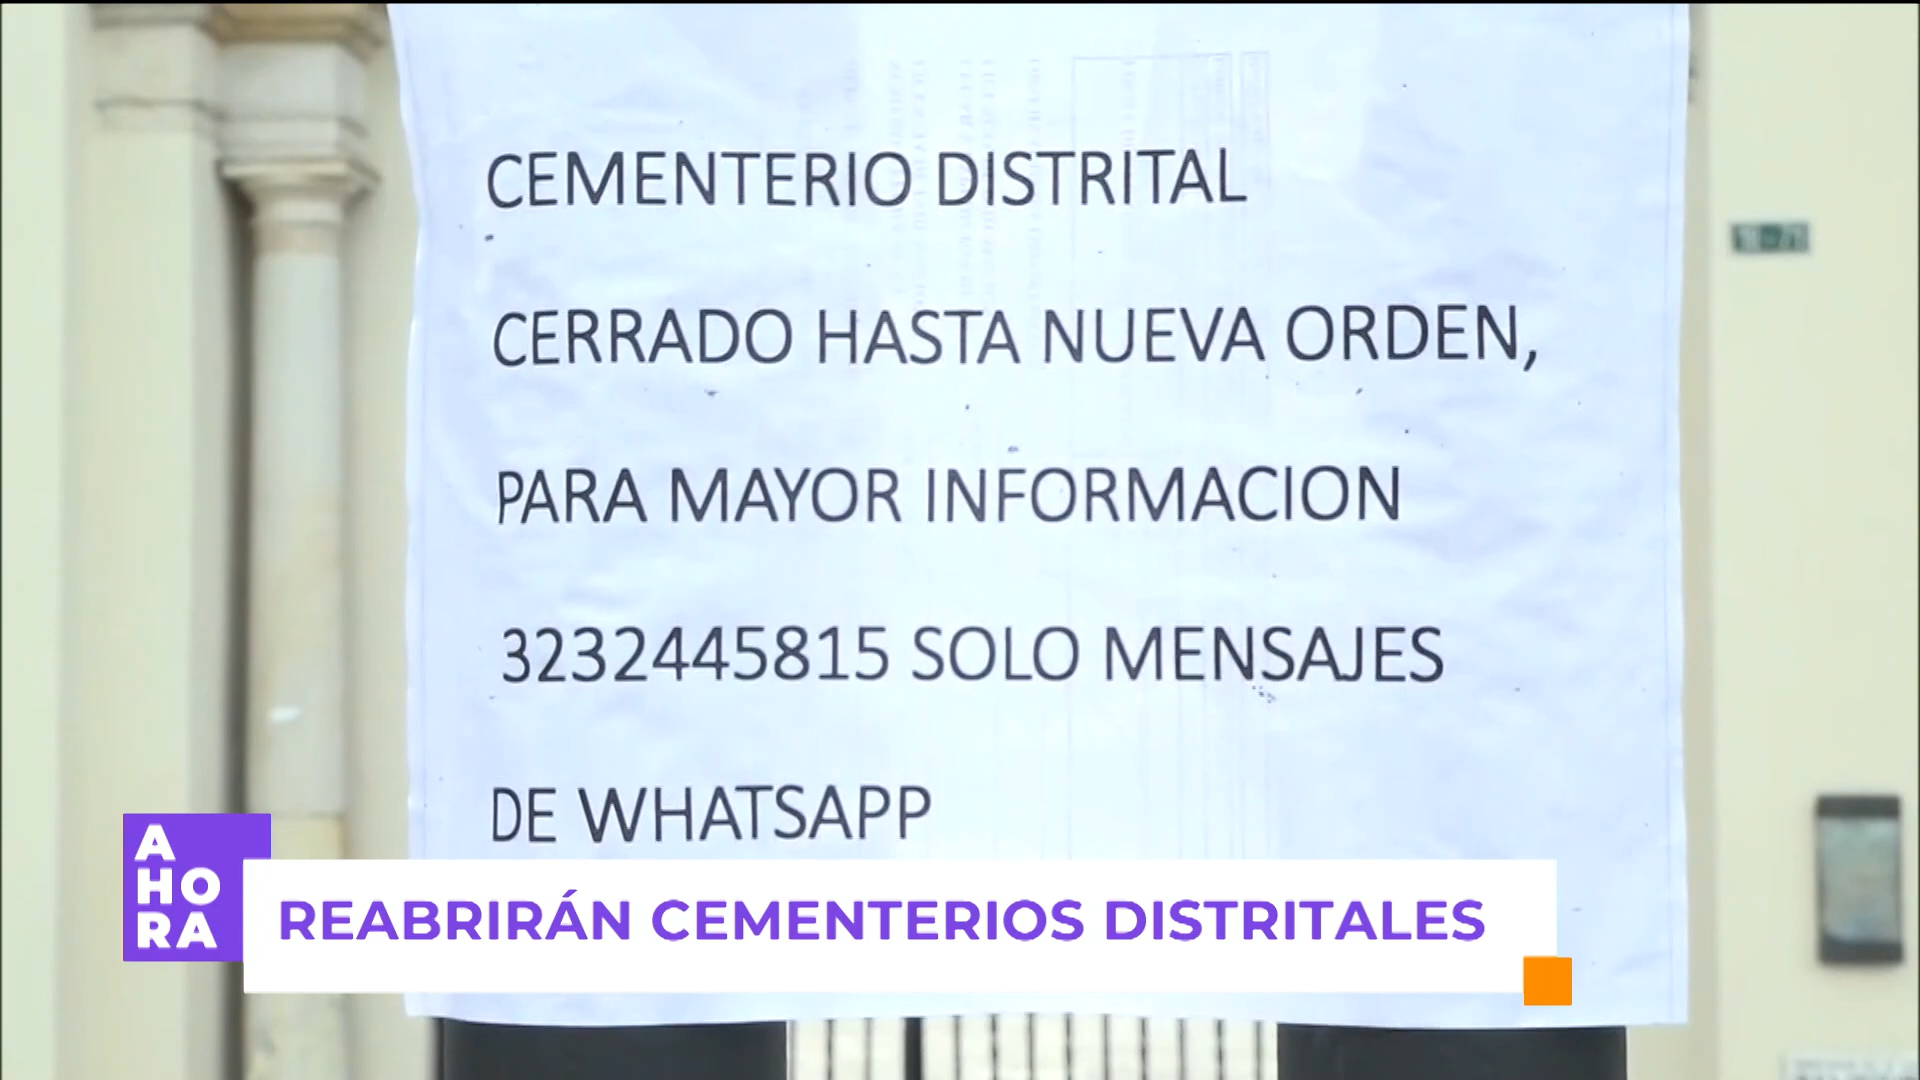 CEMENTERIO DISTRITAL
CERRADO HASTA NUEVA ORDEN,
PARA MAYOR INFORMACION
3232445815 SOLO MENSAJES
DE WHATSAPP
A
HO
RA
REABRIRÁN CEMENTERIOS DISTRITALES